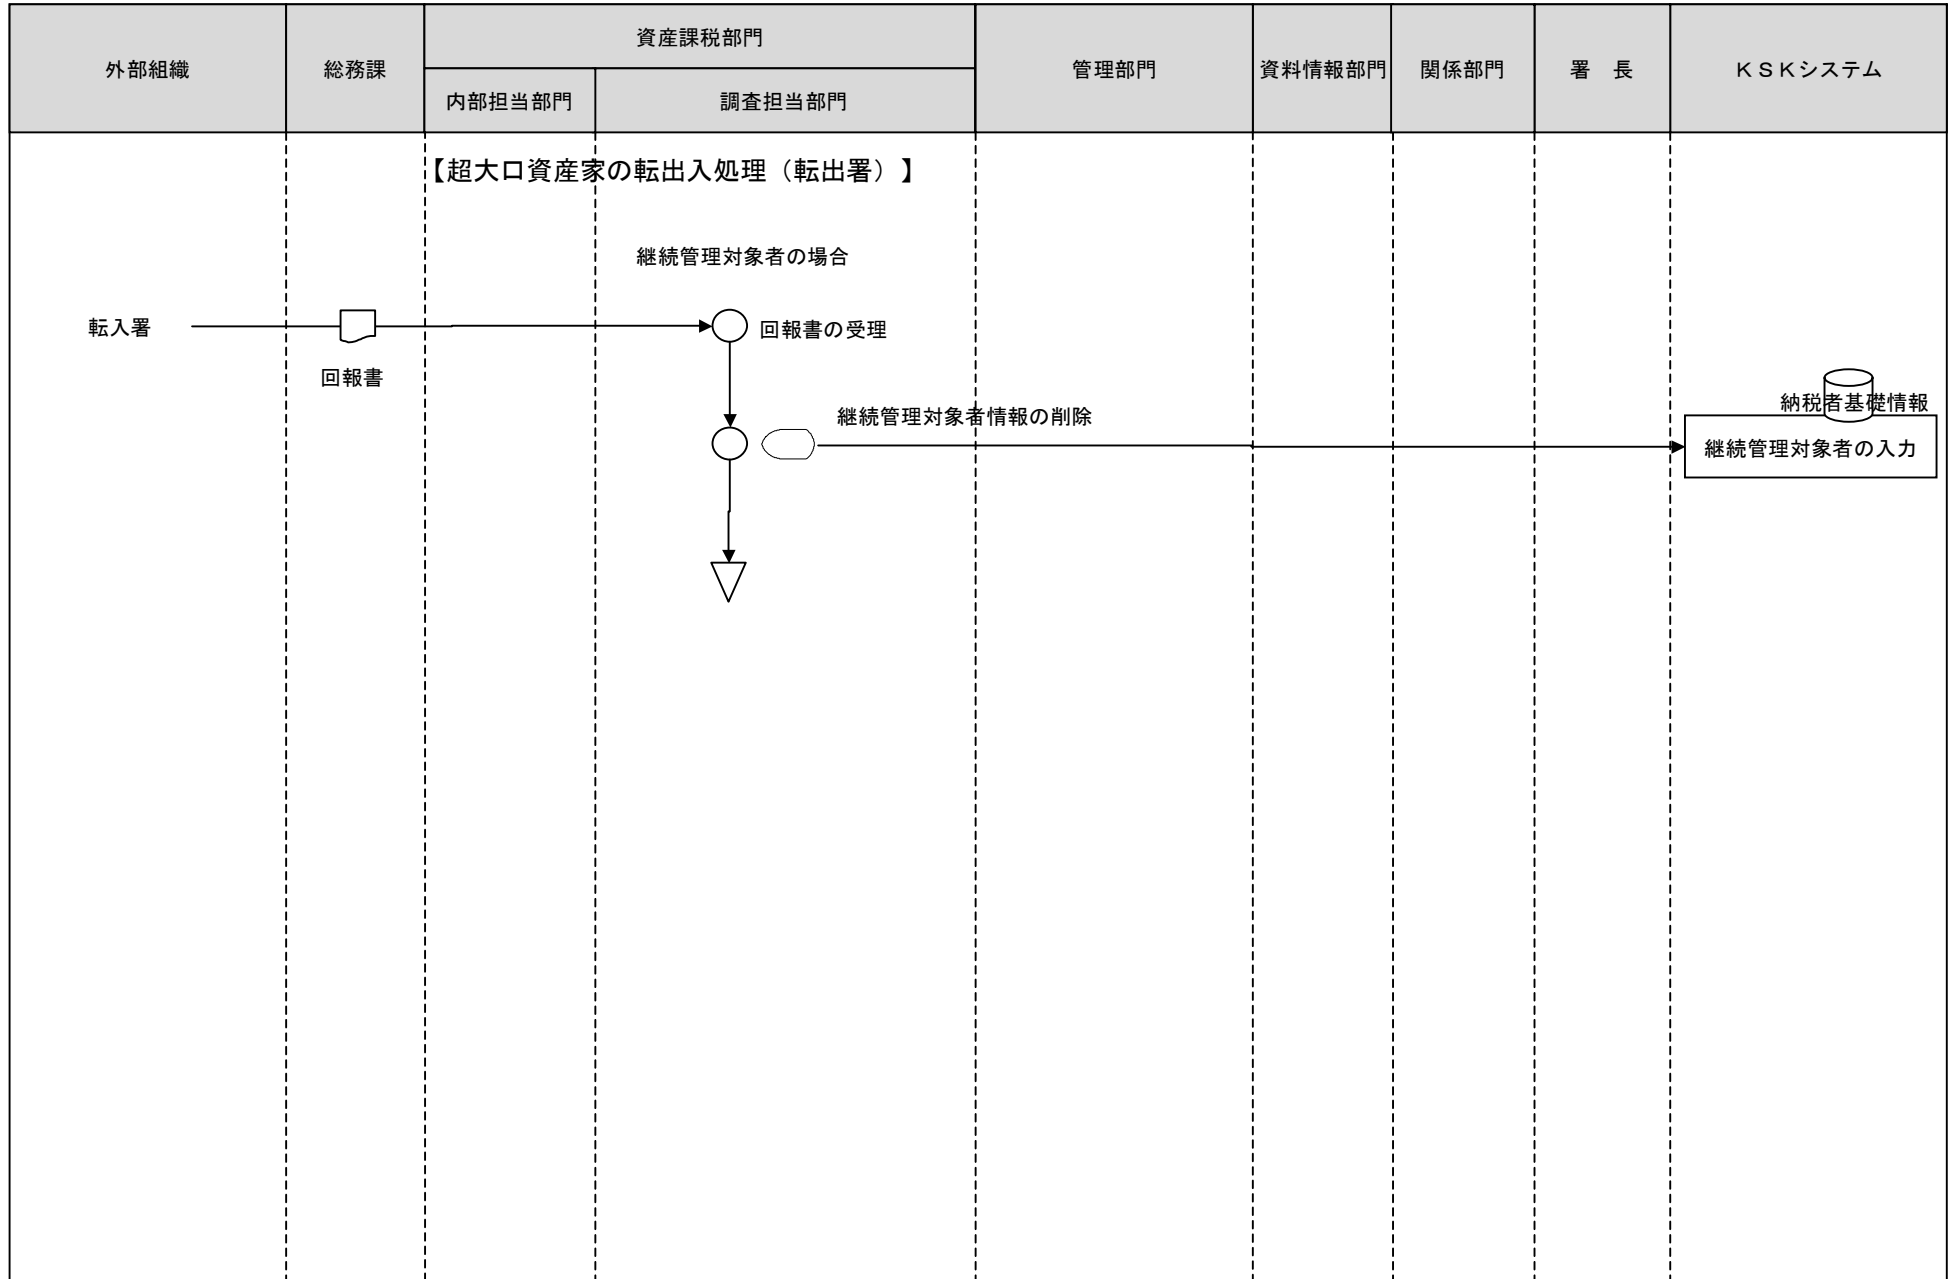 外部組織
総務課
資産課税部門
内部担当部門
調査担当部門
管理部門
資料情報部門
関係部門
署　長
ＫＳＫシステム
【超大口資産家の転出入処理（転出署）】
継続管理対象者の場合
転入署
回報書の受理
回報書
納税者基礎情報
継続管理対象者情報の削除
継続管理対象者の入力